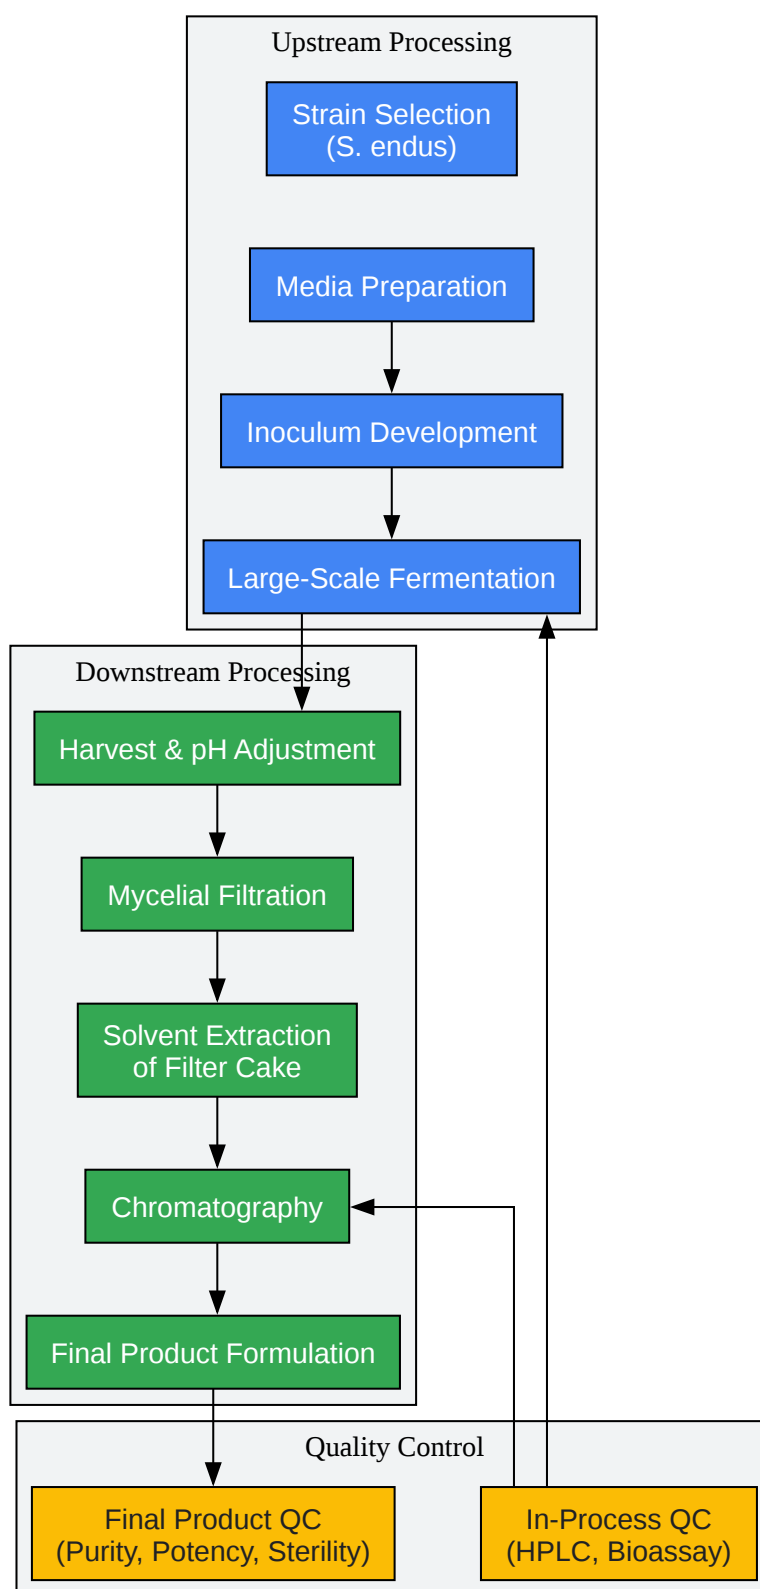 Upstream Processing
Strain Selection
(S. endus)
Media Preparation
Inoculum Development
Large-Scale Fermentation
Downstream Processing
Harvest & pH Adjustment
Mycelial Filtration
Solvent Extraction
of Filter Cake
Chromatography
Final Product Formulation
Quality Control
Final Product QC
(Purity, Potency, Sterility)
In-Process QC
(HPLC, Bioassay)